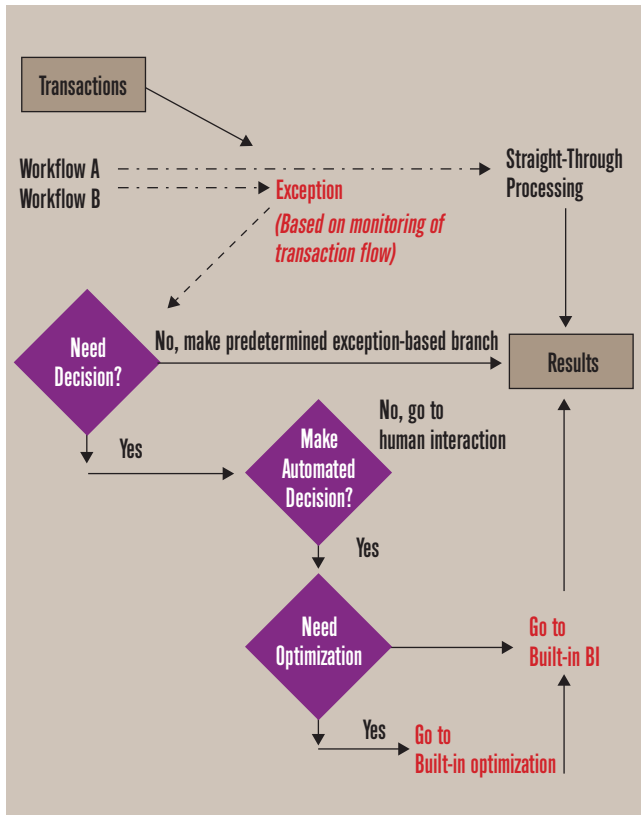 Transactions
Workflow A
Workflow B
Straight-Through
Processing
Exception
(Based on monitoring of
transaction flow)
Need
Decision?
No, make predetermined exception-based branch
Results
Yes
Make
Automated
Decision?
No, go to
human interaction
Yes
Need
Optimization
Go to
Built-in BI
Yes
Go to
Built-in optimization